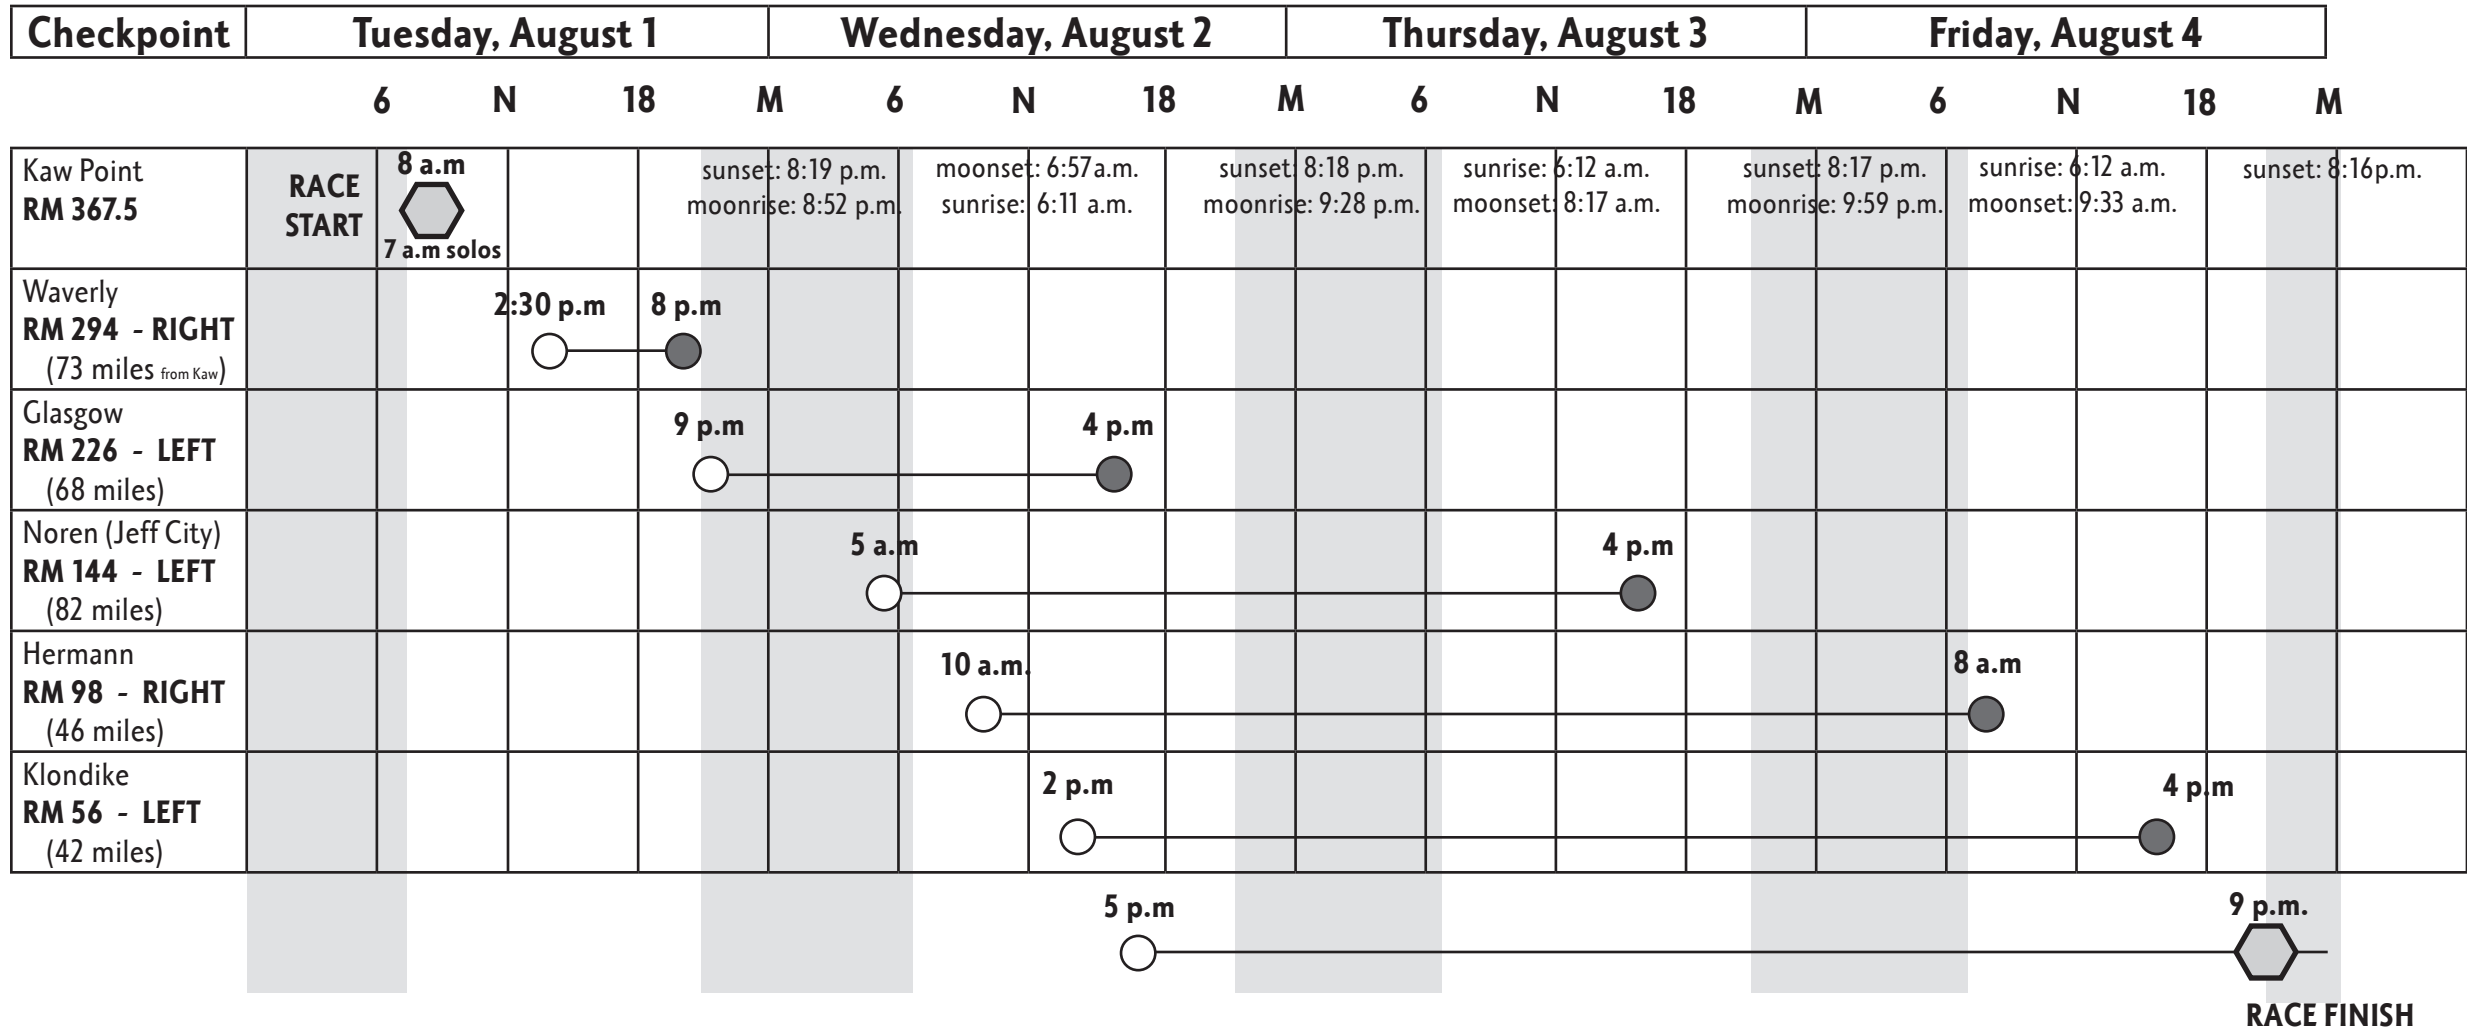 Checkpoint Tuesday, August 1 Wednesday, August 2 Thursday, August 3 Friday, August 4
6 N 18 M 6 N 18 M 6 N 18 M 6 N 18 M
Kaw Point
RM 367.5
RACE
START
8 a.m
7 a.m solos
sunset: 8:19 p.m.
moonrise: 8:52 p.m.
moonset: 6:57a.m.
sunrise: 6:11 a.m.
sunset: 8:18 p.m.
moonrise: 9:28 p.m.
sunrise: 6:12 a.m.
moonset: 8:17 a.m.
sunset: 8:17 p.m.
moonrise: 9:59 p.m.
sunrise: 6:12 a.m.
moonset: 9:33 a.m.
sunset: 8:16p.m.
Waverly
RM 294 - RIGHT
(73 miles from Kaw)
2:30 p.m 8 p.m
Glasgow
RM 226 - LEFT
(68 miles)
9 p.m 4 p.m
Noren (Jeff City)
RM 144 - LEFT
(82 miles)
5 a.m 4 p.m
Hermann
RM 98 - RIGHT
(46 miles)
10 a.m. 8 a.m
Klondike
RM 56 - LEFT
(42 miles)
2 p.m 4 p.m
5 p.m 9 p.m.
RACE FINISH